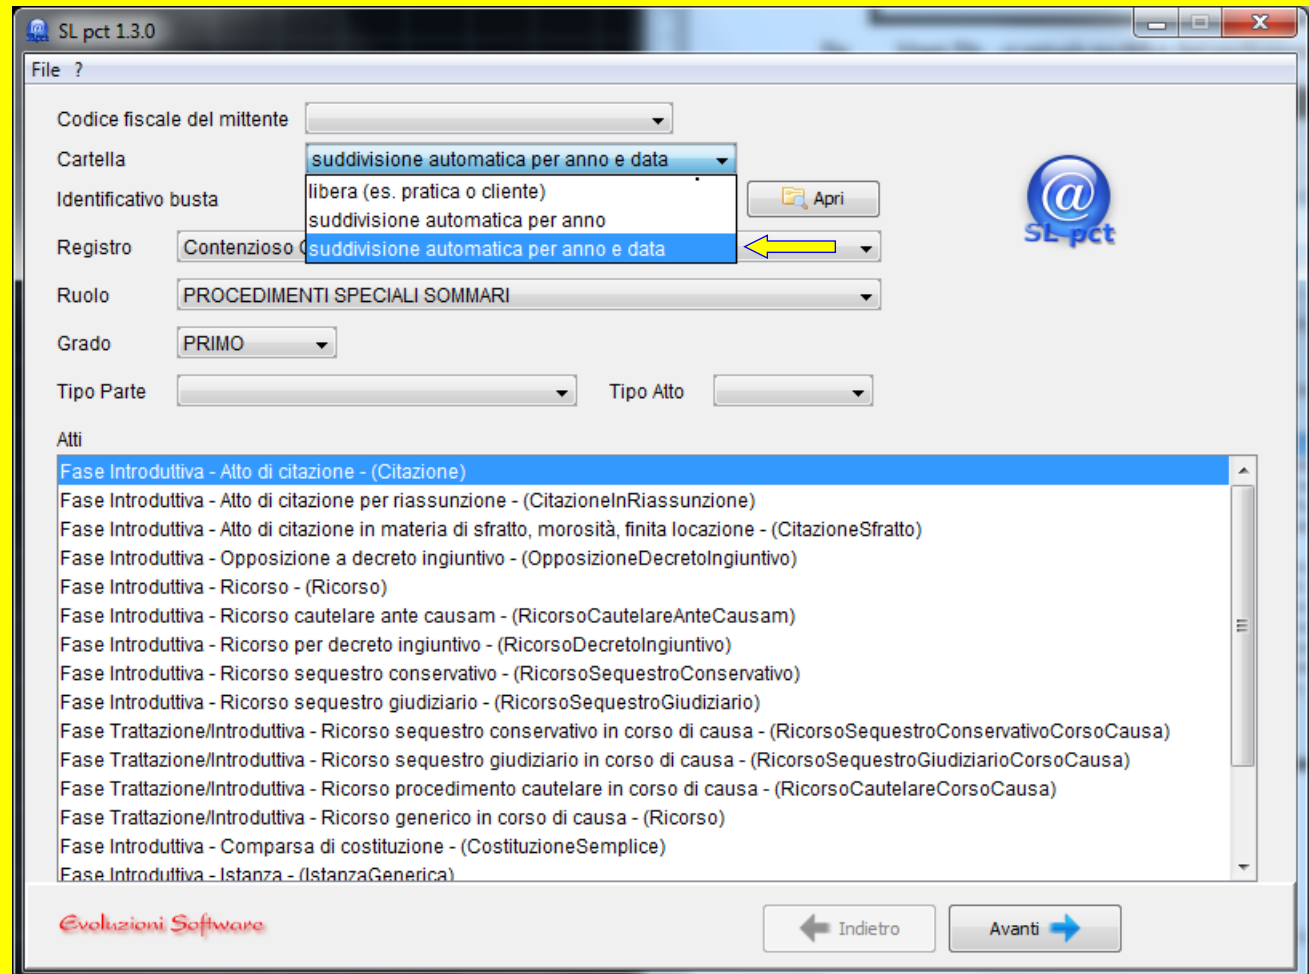 SL pct 1.3.0
File ?
Codice fiscale del mittente
Cartella suddivisione automatica per anno e data
libera (es. pratica o cliente)
Identificativo busta Apri
suddivisione automatica per anno
Registro Contenzioso suddivisione automatica per anno e data
SL pct
Ruolo PROCEDIMENTI SPECIALI SOMMARI
Grado PRIMO
Tipo Parte Tipo Atto
Atti
Fase Introduttiva - Atto di citazione - (Citazione)
Fase Introduttiva - Atto di citazione per riassunzione - (CitazioneInRiassunzione)
Fase Introduttiva - Atto di citazione in materia di sfratto, morosità, finita locazione - (CitazioneSfratto)
Fase Introduttiva - Opposizione a decreto ingiuntivo - (OpposizioneDecretoIngiuntivo)
Fase Introduttiva - Ricorso - (Ricorso)
Fase Introduttiva - Ricorso cautelare ante causam - (RicorsoCautelareAnteCausam)
Fase Introduttiva - Ricorso per decreto ingiuntivo - (RicorsoDecretoIngiuntivo)
Fase Introduttiva - Ricorso sequestro conservativo - (RicorsoSequestroConservativo)
Fase Introduttiva - Ricorso sequestro giudiziario - (RicorsoSequestroGiudiziario)
Fase Trattazione/Introduttiva - Ricorso sequestro conservativo in corso di causa - (RicorsoSequestroConservativoCorsoCausa)
Fase Trattazione/Introduttiva - Ricorso sequestro giudiziario in corso di causa - (RicorsoSequestroGiudiziarioCorsoCausa)
Fase Trattazione/Introduttiva - Ricorso procedimento cautelare in corso di causa - (RicorsoCautelareCorsoCausa)
Fase Trattazione/Introduttiva - Ricorso generico in corso di causa - (Ricorso)
Fase Introduttiva - Comparsa di costituzione - (CostituzioneSemplice)
Fase Introduttiva - Istanza - (IstanzaGenerica)
Evoluzioni Software Indietro Avanti